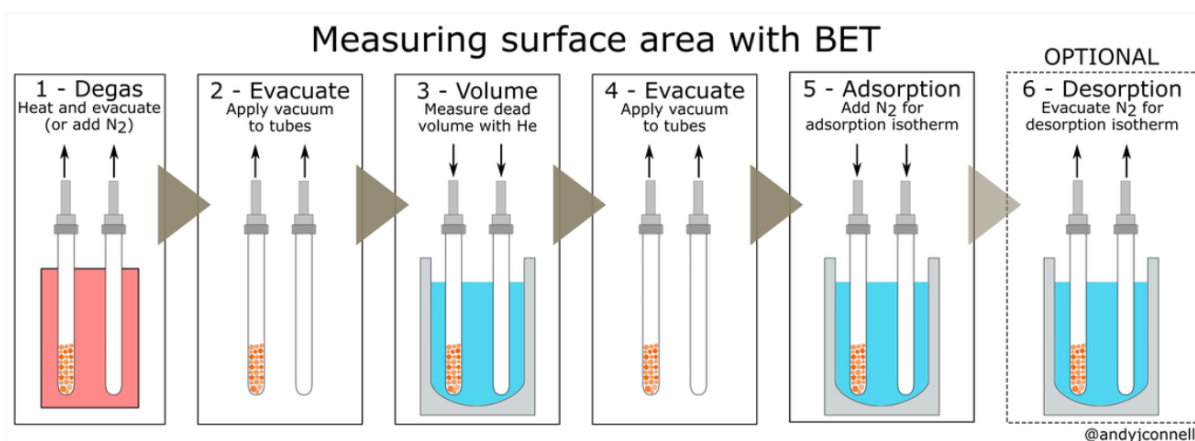 Measuring surface area with BET
1 - Degas
Heat and evacuate
(or add N2)
2 - Evacuate
Apply vacuum
to tubes
3 - Volume
Measure dead
volume with He
4 - Evacuate
Apply vacuum
to tubes
5 - Adsorption
Add N2 for
adsorption isotherm
OPTIONAL
6 - Desorption
Evacuate N2 for
desorption isotherm
@andyjconnell